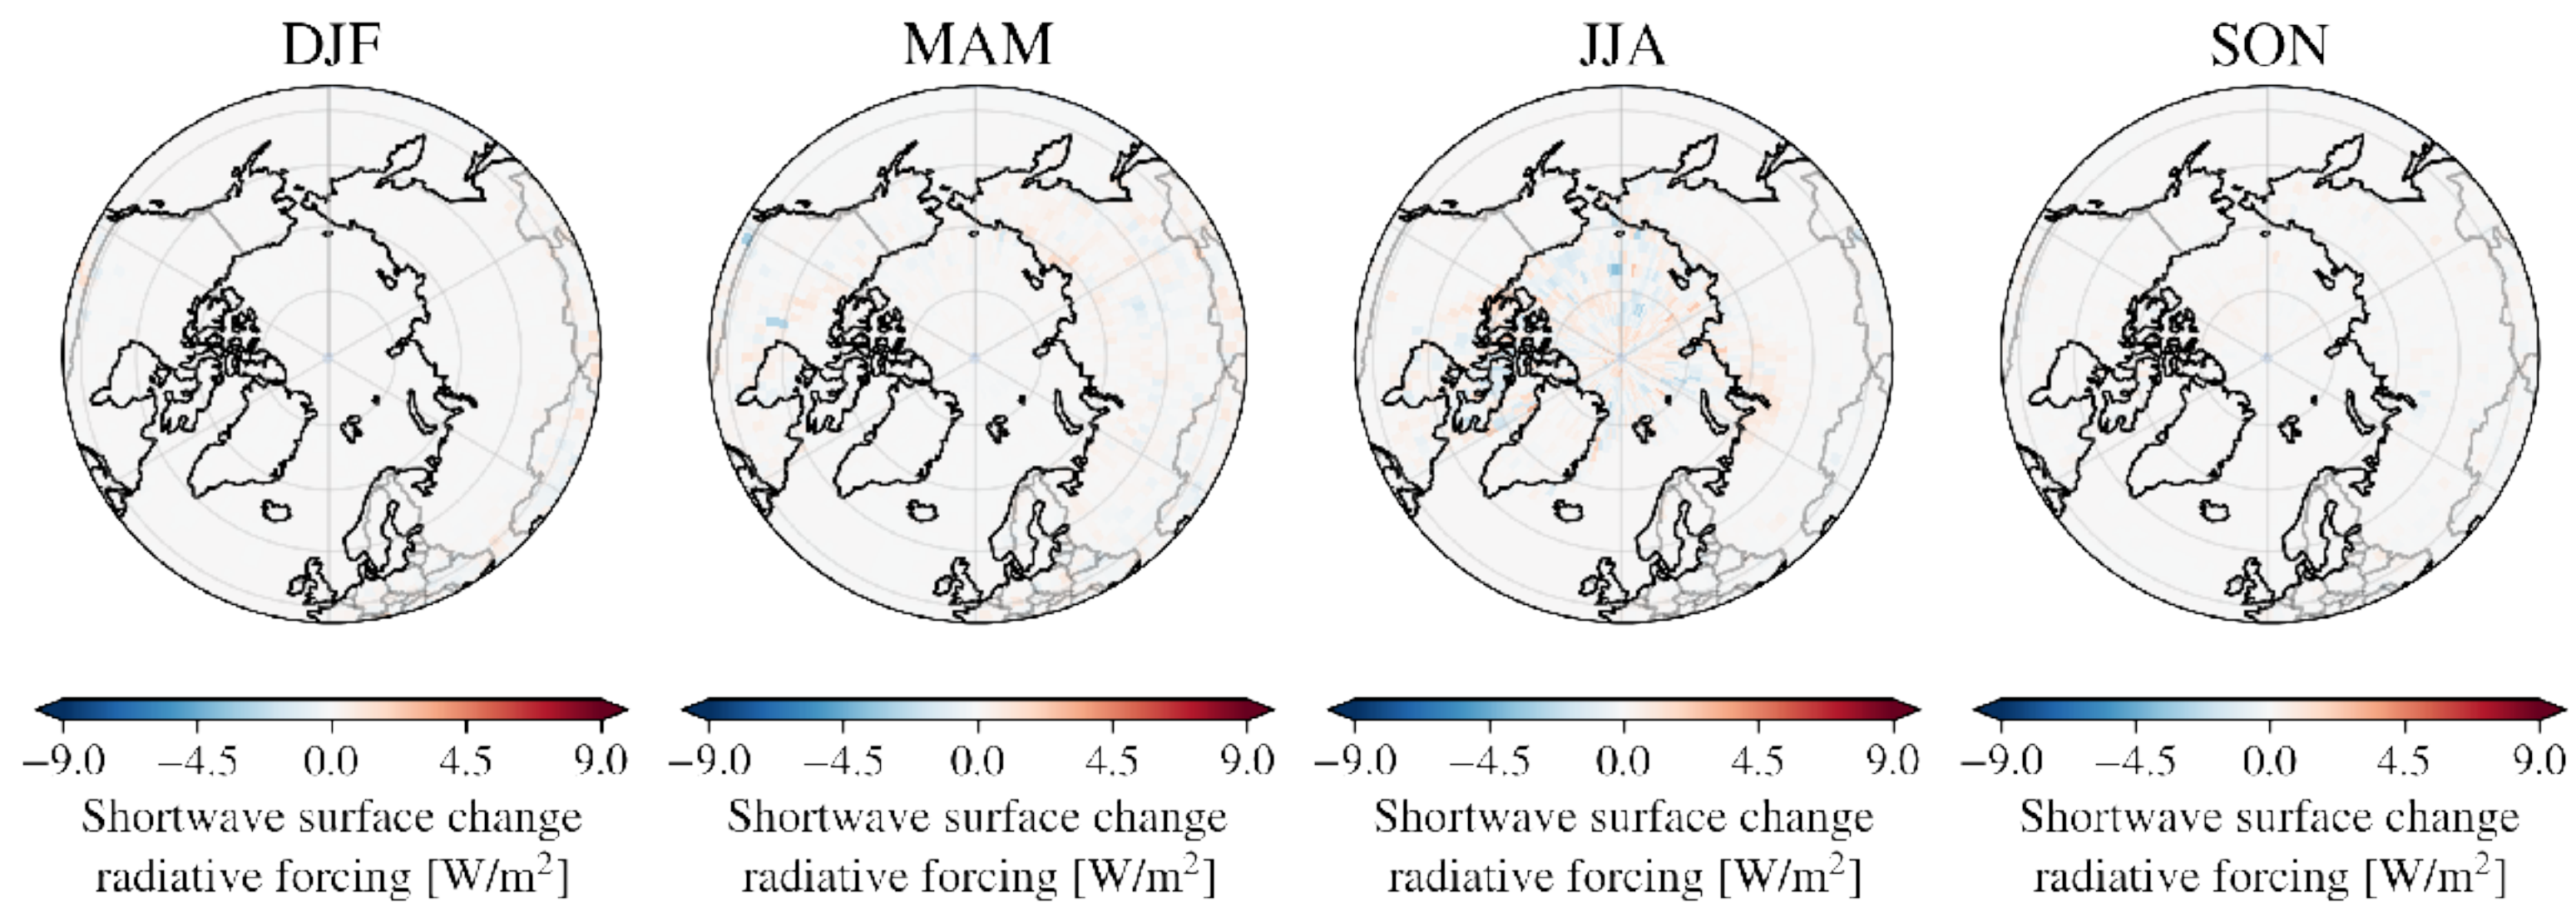 DJF
MAM
JJA
SON
−9.0 −4.5 0.0 4.5 9.0
Shortwave surface change
radiative forcing [W/m²]
−9.0 −4.5 0.0 4.5 9.0
Shortwave surface change
radiative forcing [W/m²]
−9.0 −4.5 0.0 4.5 9.0
Shortwave surface change
radiative forcing [W/m²]
−9.0 −4.5 0.0 4.5 9.0
Shortwave surface change
radiative forcing [W/m²]